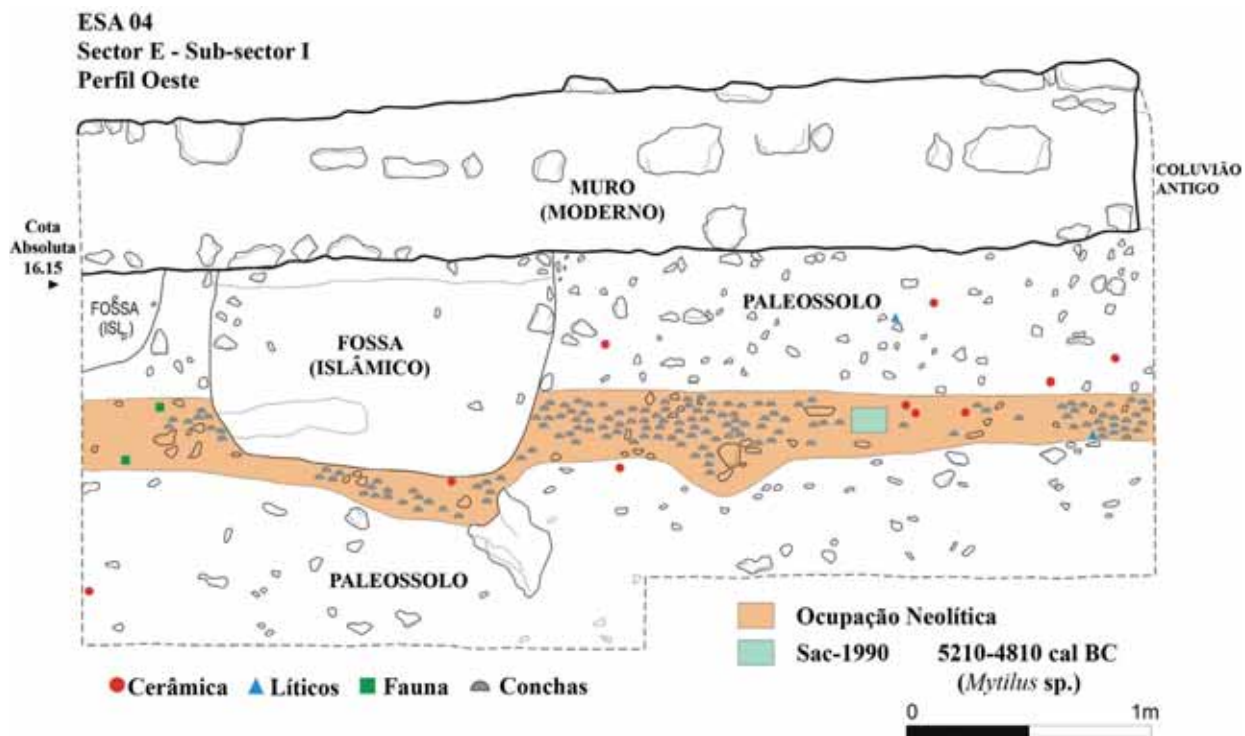 ESA 04
Sector E - Sub-sector I
Perfil Oeste
MURO
(MODERNO)
COLUVIÃO
ANTIGO
Cota
Absoluta
16.15
FOSSA
(ISL.)
FOSSA
(ISLÂMICO)
PALEOSSOLO
PALEOSSOLO
Ocupação Neolítica
Sac-1990 5210-4810 cal BC
(Mytilus sp.)
Cerâmica Líticos Fauna Conchas
0 1m